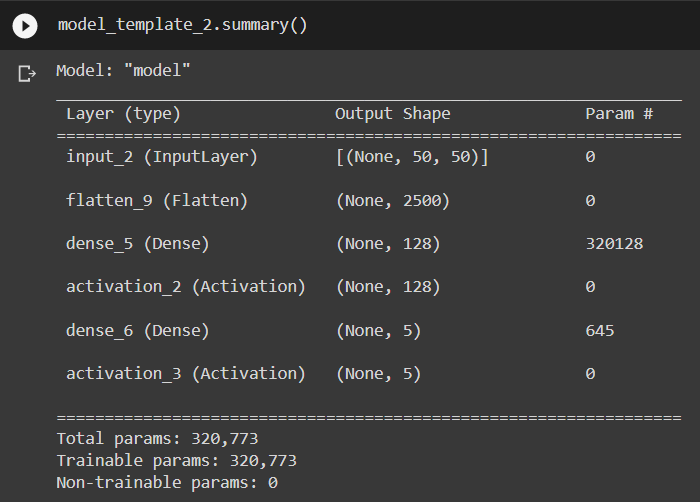 model_template_2.summary()
Model: "model"
_________________________________________________________________
Layer (type) Output Shape Param #
=================================================================
input_2 (InputLayer) [(None, 50, 50)] 0
flatten_9 (Flatten) (None, 2500) 0
dense_5 (Dense) (None, 128) 320128
activation_2 (Activation) (None, 128) 0
dense_6 (Dense) (None, 5) 645
activation_3 (Activation) (None, 5) 0
=================================================================
Total params: 320,773
Trainable params: 320,773
Non-trainable params: 0